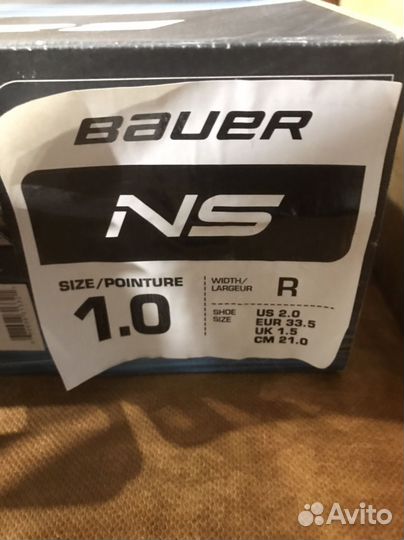 BAUER
NS
SIZE/POINTURE
1.0
WIDTH/
LARGEUR
R
SHOE
SIZE
US 2.0
EUR 33.5
UK 1.5
CM 21.0
Avito